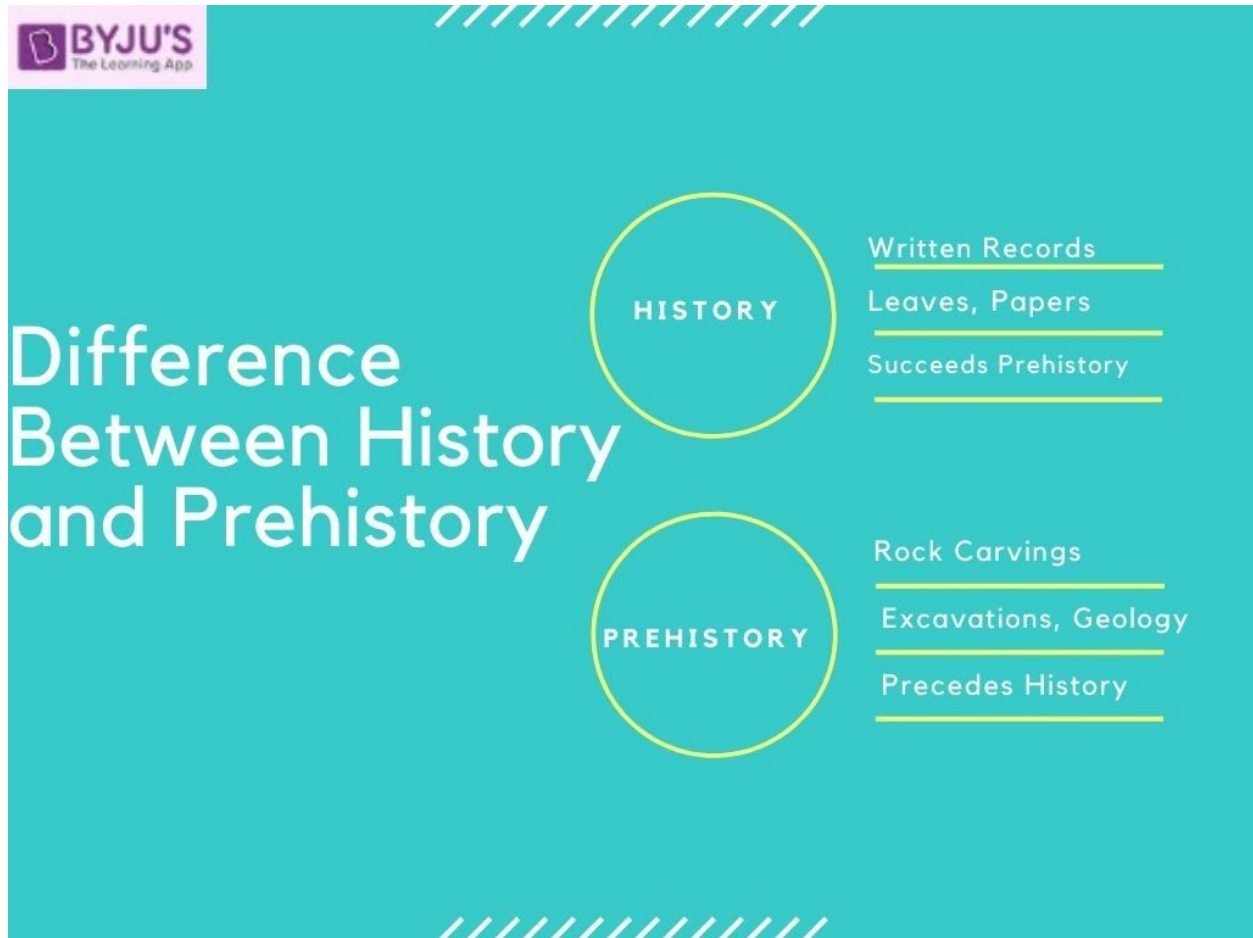 BYJU'S
The Learning App
Difference
Between History
and Prehistory
HISTORY
Written Records
Leaves, Papers
Succeeds Prehistory
PREHISTORY
Rock Carvings
Excavations, Geology
Precedes History